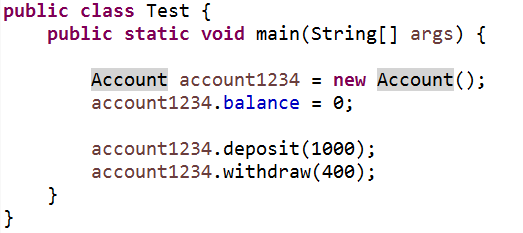 public class Test {
    public static void main(String[] args) {
        Account account1234 = new Account();
        account1234.balance = 0;
        account1234.deposit(1000);
        account1234.withdraw(400);
    }
}